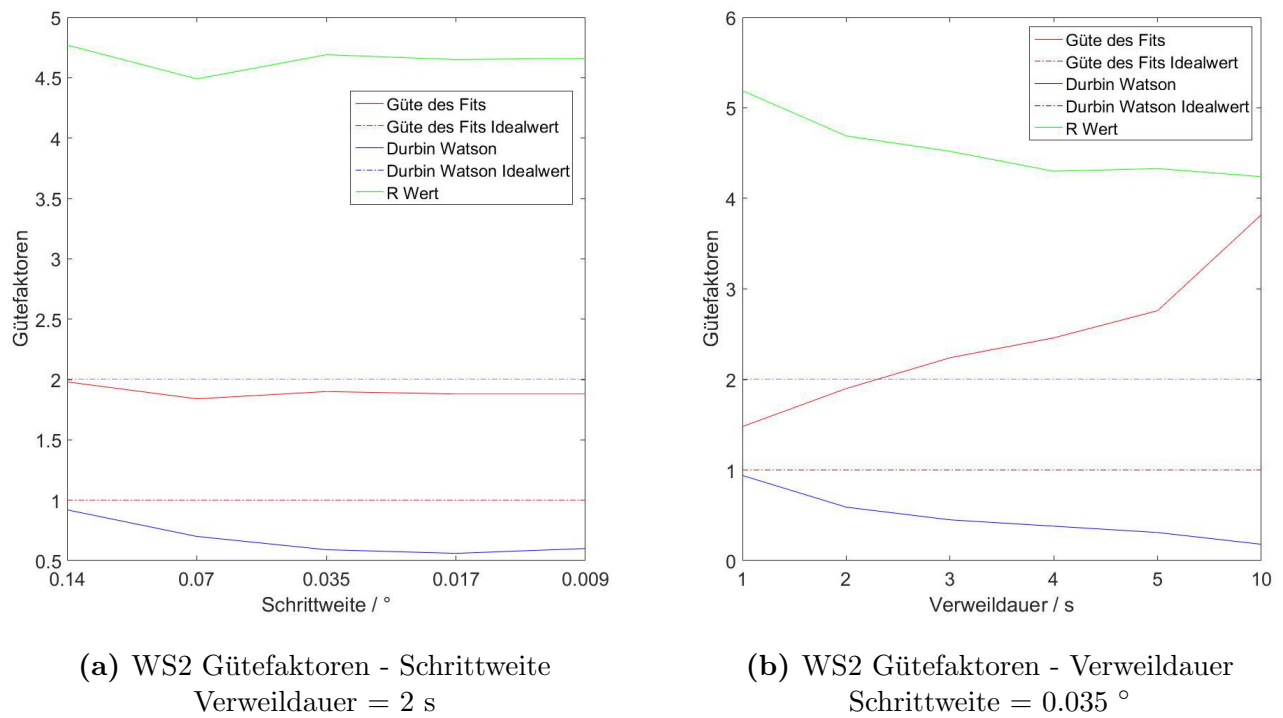 5
4.5
4
3.5
3
2.5
2
1.5
1
0.5
Gütefaktoren
0.14
0.07
0.035
0.017
0.009
Schrittweite / °
Güte des Fits
Güte des Fits Idealwert
Durbin Watson
Durbin Watson Idealwert
R Wert
(a) WS2 Gütefaktoren - Schrittweite
Verweildauer = 2 s
6
5
4
3
2
1
0
Gütefaktoren
1
2
3
4
5
10
Verweildauer / s
Güte des Fits
Güte des Fits Idealwert
Durbin Watson
Durbin Watson Idealwert
R Wert
(b) WS2 Gütefaktoren - Verweildauer
Schrittweite = 0.035 °